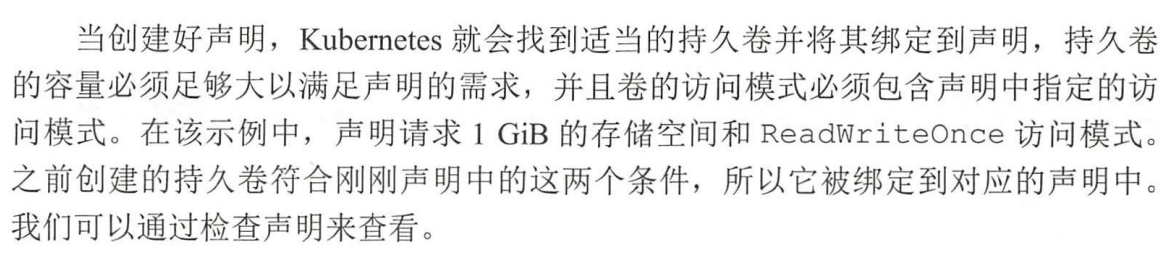 当创建好声明，Kubernetes 就会找到适当的持久卷并将其绑定到声明，持久卷
的容量必须足够大以满足声明的需求，并且卷的访问模式必须包含声明中指定的访
问模式。在该示例中，声明请求 1 GiB 的存储空间和 ReadWriteOnce 访问模式。
之前创建的持久卷符合刚刚声明中的这两个条件，所以它被绑定到对应的声明中。
我们可以通过检查声明来查看。